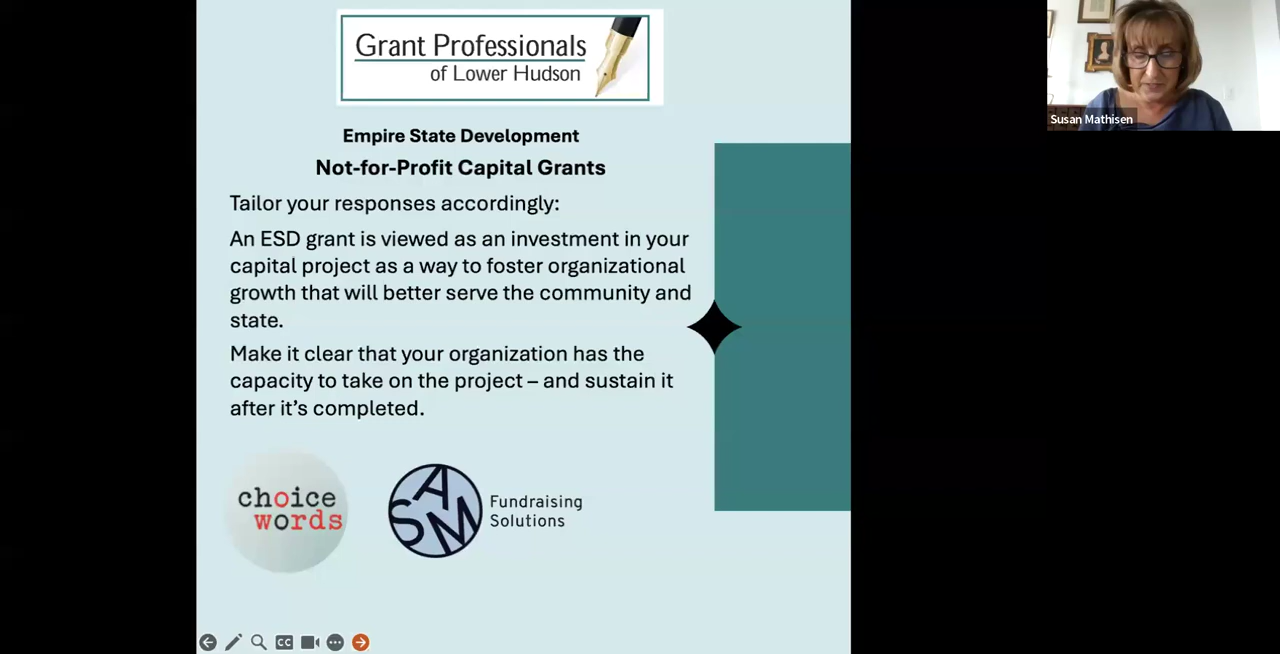 Grant Professionals
of Lower Hudson
Susan Mathisen
Empire State Development
Not-for-Profit Capital Grants
Tailor your responses accordingly:
An ESD grant is viewed as an investment in your
capital project as a way to foster organizational
growth that will better serve the community and
state.
Make it clear that your organization has the
capacity to take on the project – and sustain it
after it's completed.
choice
words
SAM
Fundraising
Solutions
CC